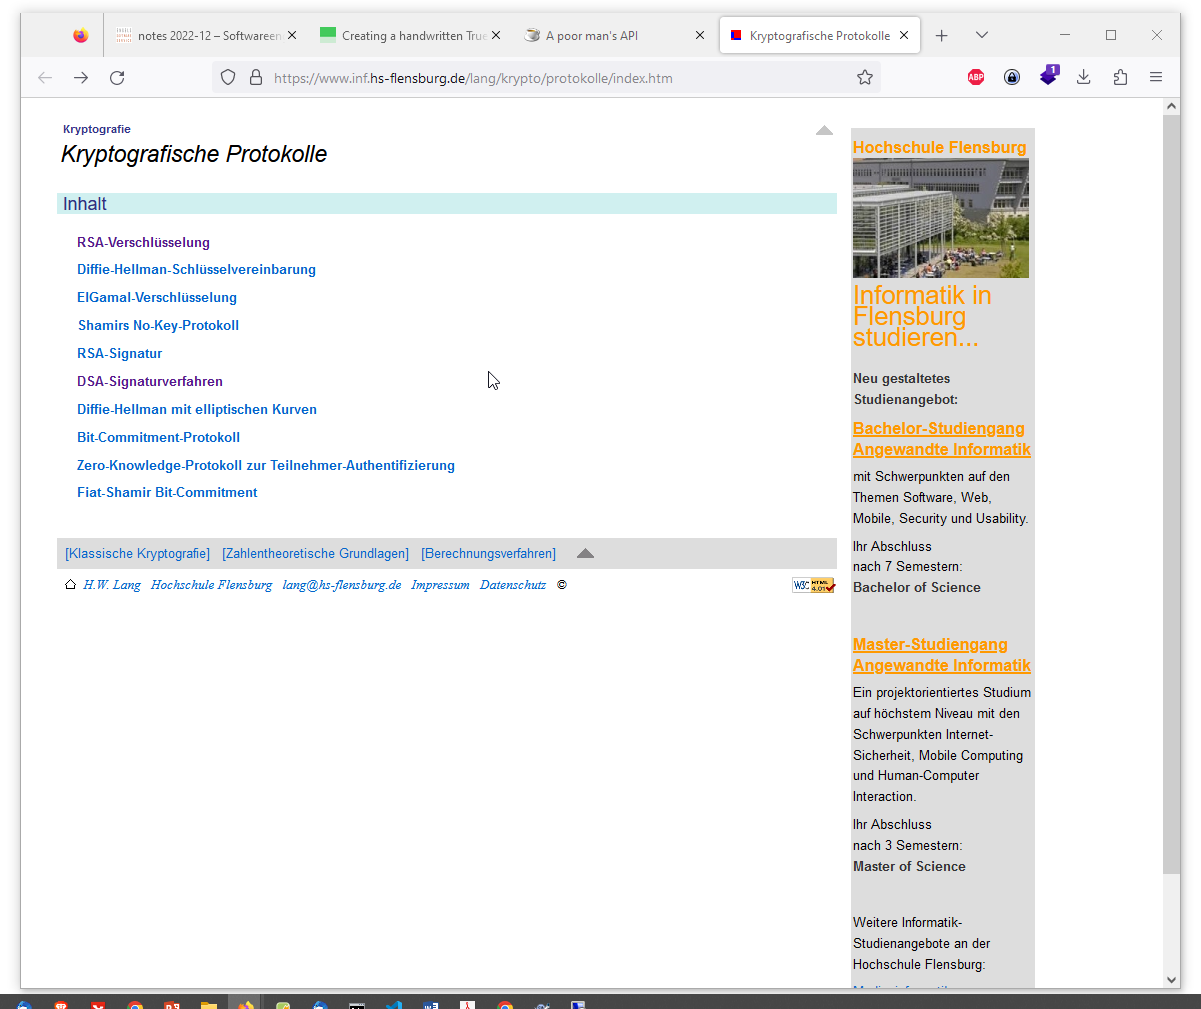 notes 2022-12 – Softwareen
Creating a handwritten True
A poor man's API
Kryptografische Protokolle
https://www.inf.hs-flensburg.de/lang/krypto/protokolle/index.htm
ABP
1
Kryptografie
Kryptografische Protokolle
Inhalt
RSA-Verschlüsselung
Diffie-Hellman-Schlüsselvereinbarung
ElGamal-Verschlüsselung
Shamirs No-Key-Protokoll
RSA-Signatur
DSA-Signaturverfahren
Diffie-Hellman mit elliptischen Kurven
Bit-Commitment-Protokoll
Zero-Knowledge-Protokoll zur Teilnehmer-Authentifizierung
Fiat-Shamir Bit-Commitment
[Klassische Kryptografie] [Zahlentheoretische Grundlagen] [Berechnungsverfahren]
H.W. Lang Hochschule Flensburg lang@hs-flensburg.de Impressum Datenschutz ©
W3C HTML 4.01
Hochschule Flensburg
Informatik in
Flensburg
studieren...
Neu gestaltetes
Studienangebot:
Bachelor-Studiengang
Angewandte Informatik
mit Schwerpunkten auf den
Themen Software, Web,
Mobile, Security und Usability.
Ihr Abschluss
nach 7 Semestern:
Bachelor of Science
Master-Studiengang
Angewandte Informatik
Ein projektorientiertes Studium
auf höchstem Niveau mit den
Schwerpunkten Internet-
Sicherheit, Mobile Computing
und Human-Computer
Interaction.
Ihr Abschluss
nach 3 Semestern:
Master of Science
Weitere Informatik-
Studienangebote an der
Hochschule Flensburg: